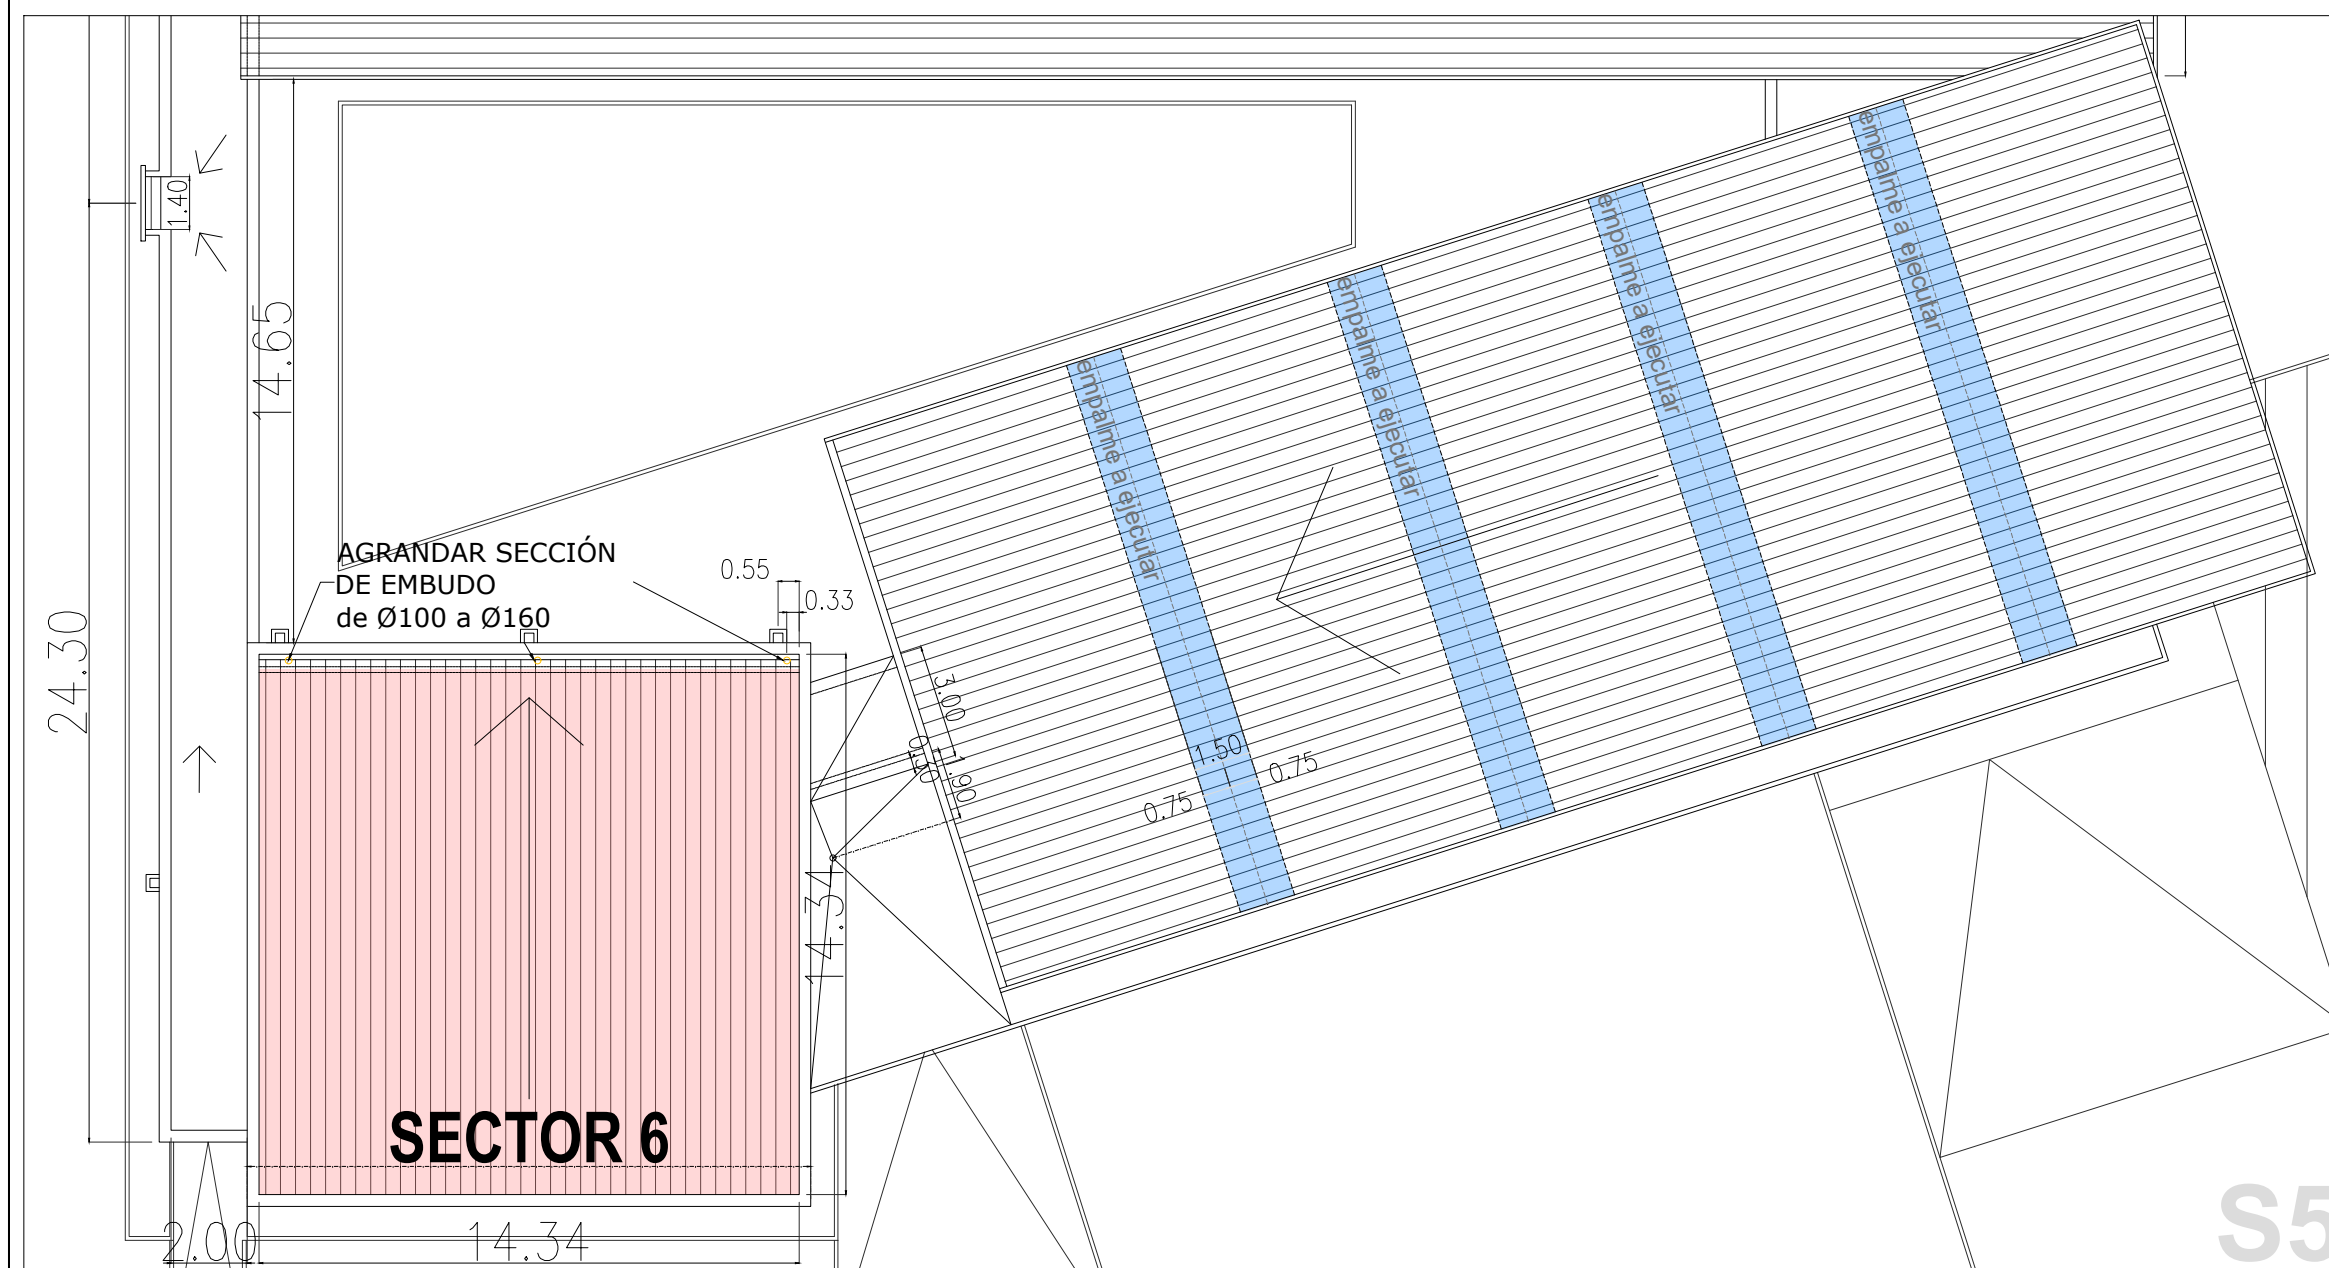 1.40
empalme a ejecutar
empalme a ejecutar
empalme a ejecutar
empalme a ejecutar
14.65
24.30
AGRANDAR SECCIÓN
DE EMBUDO
de Ø100 a Ø160
0.55
0.33
3.00
0.30
1.90
1.50
0.75
0.75
14.34
SECTOR 6
2.00
14.34
S5